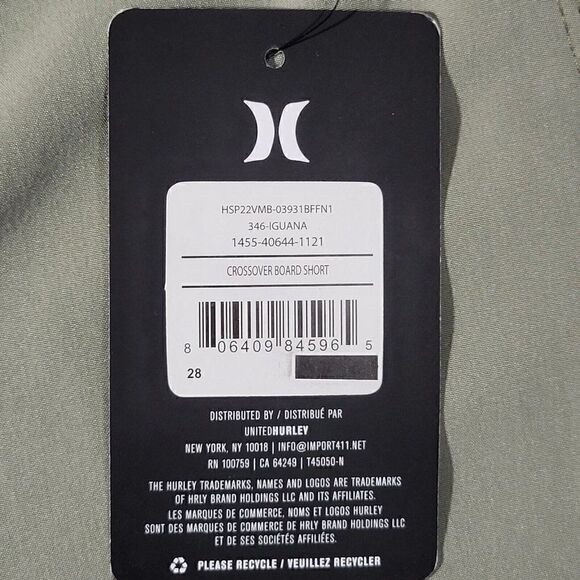 HSP22VMB-03931BFFN1
346-IGUANA
1455-40644-1121
CROSSOVER BOARD SHORT
8 06409 84596 5
28
DISTRIBUTED BY / DISTRIBUÉ PAR
UNITEDHURLEY
NEW YORK, NY 10018 | INFO@IMPORT411.NET
RN 100759 | CA 64249 | T45050-N
THE HURLEY TRADEMARKS, NAMES AND LOGOS ARE TRADEMARKS
OF HRLY BRAND HOLDINGS LLC AND ITS AFFILIATES.
LES MARQUES DE COMMERCE, NOMS ET LOGOS HURLEY
SONT DES MARQUES DE COMMERCE DE HRLY BRAND HOLDINGS LLC
ET DE SES SOCIÉTÉS AFFILIÉES.
PLEASE RECYCLE / VEUILLEZ RECYCLER